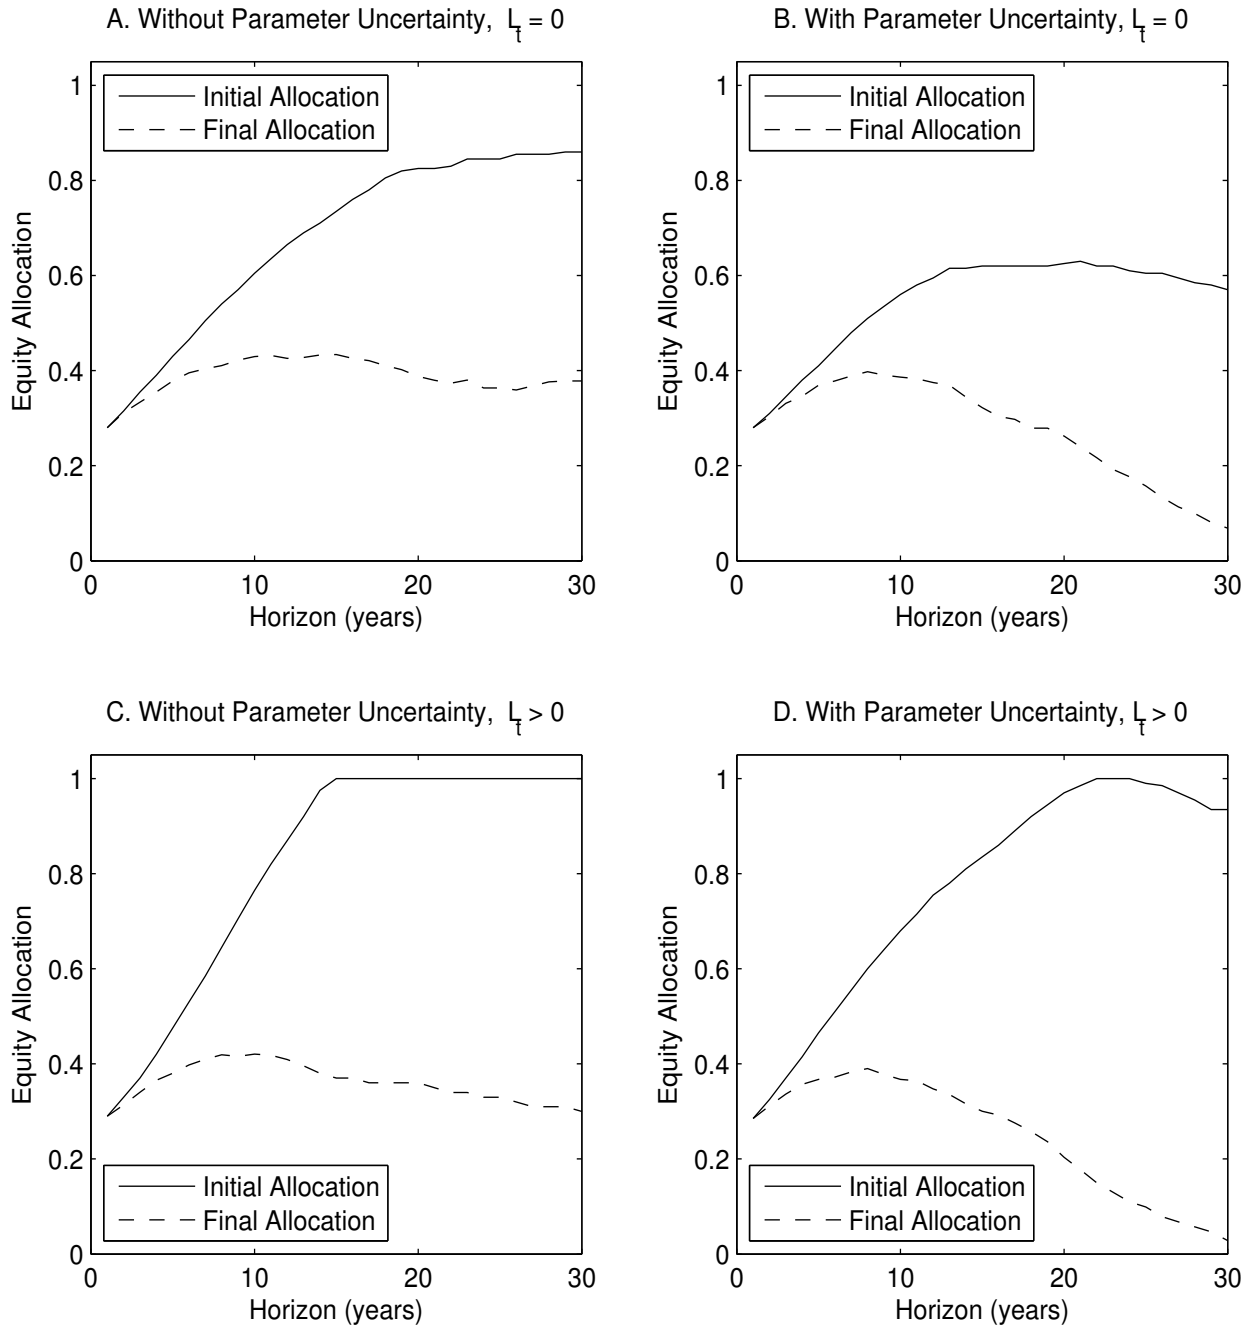 A. Without Parameter Uncertainty, L_t = 0
1
0.8
0.6
0.4
0.2
0
Equity Allocation
Initial Allocation
Final Allocation
0 10 20 30
Horizon (years)
B. With Parameter Uncertainty, L_t = 0
1
0.8
0.6
0.4
0.2
0
Equity Allocation
Initial Allocation
Final Allocation
0 10 20 30
Horizon (years)
C. Without Parameter Uncertainty, L_t > 0
1
0.8
0.6
0.4
0.2
0
Equity Allocation
Initial Allocation
Final Allocation
0 10 20 30
Horizon (years)
D. With Parameter Uncertainty, L_t > 0
1
0.8
0.6
0.4
0.2
0
Equity Allocation
Initial Allocation
Final Allocation
0 10 20 30
Horizon (years)